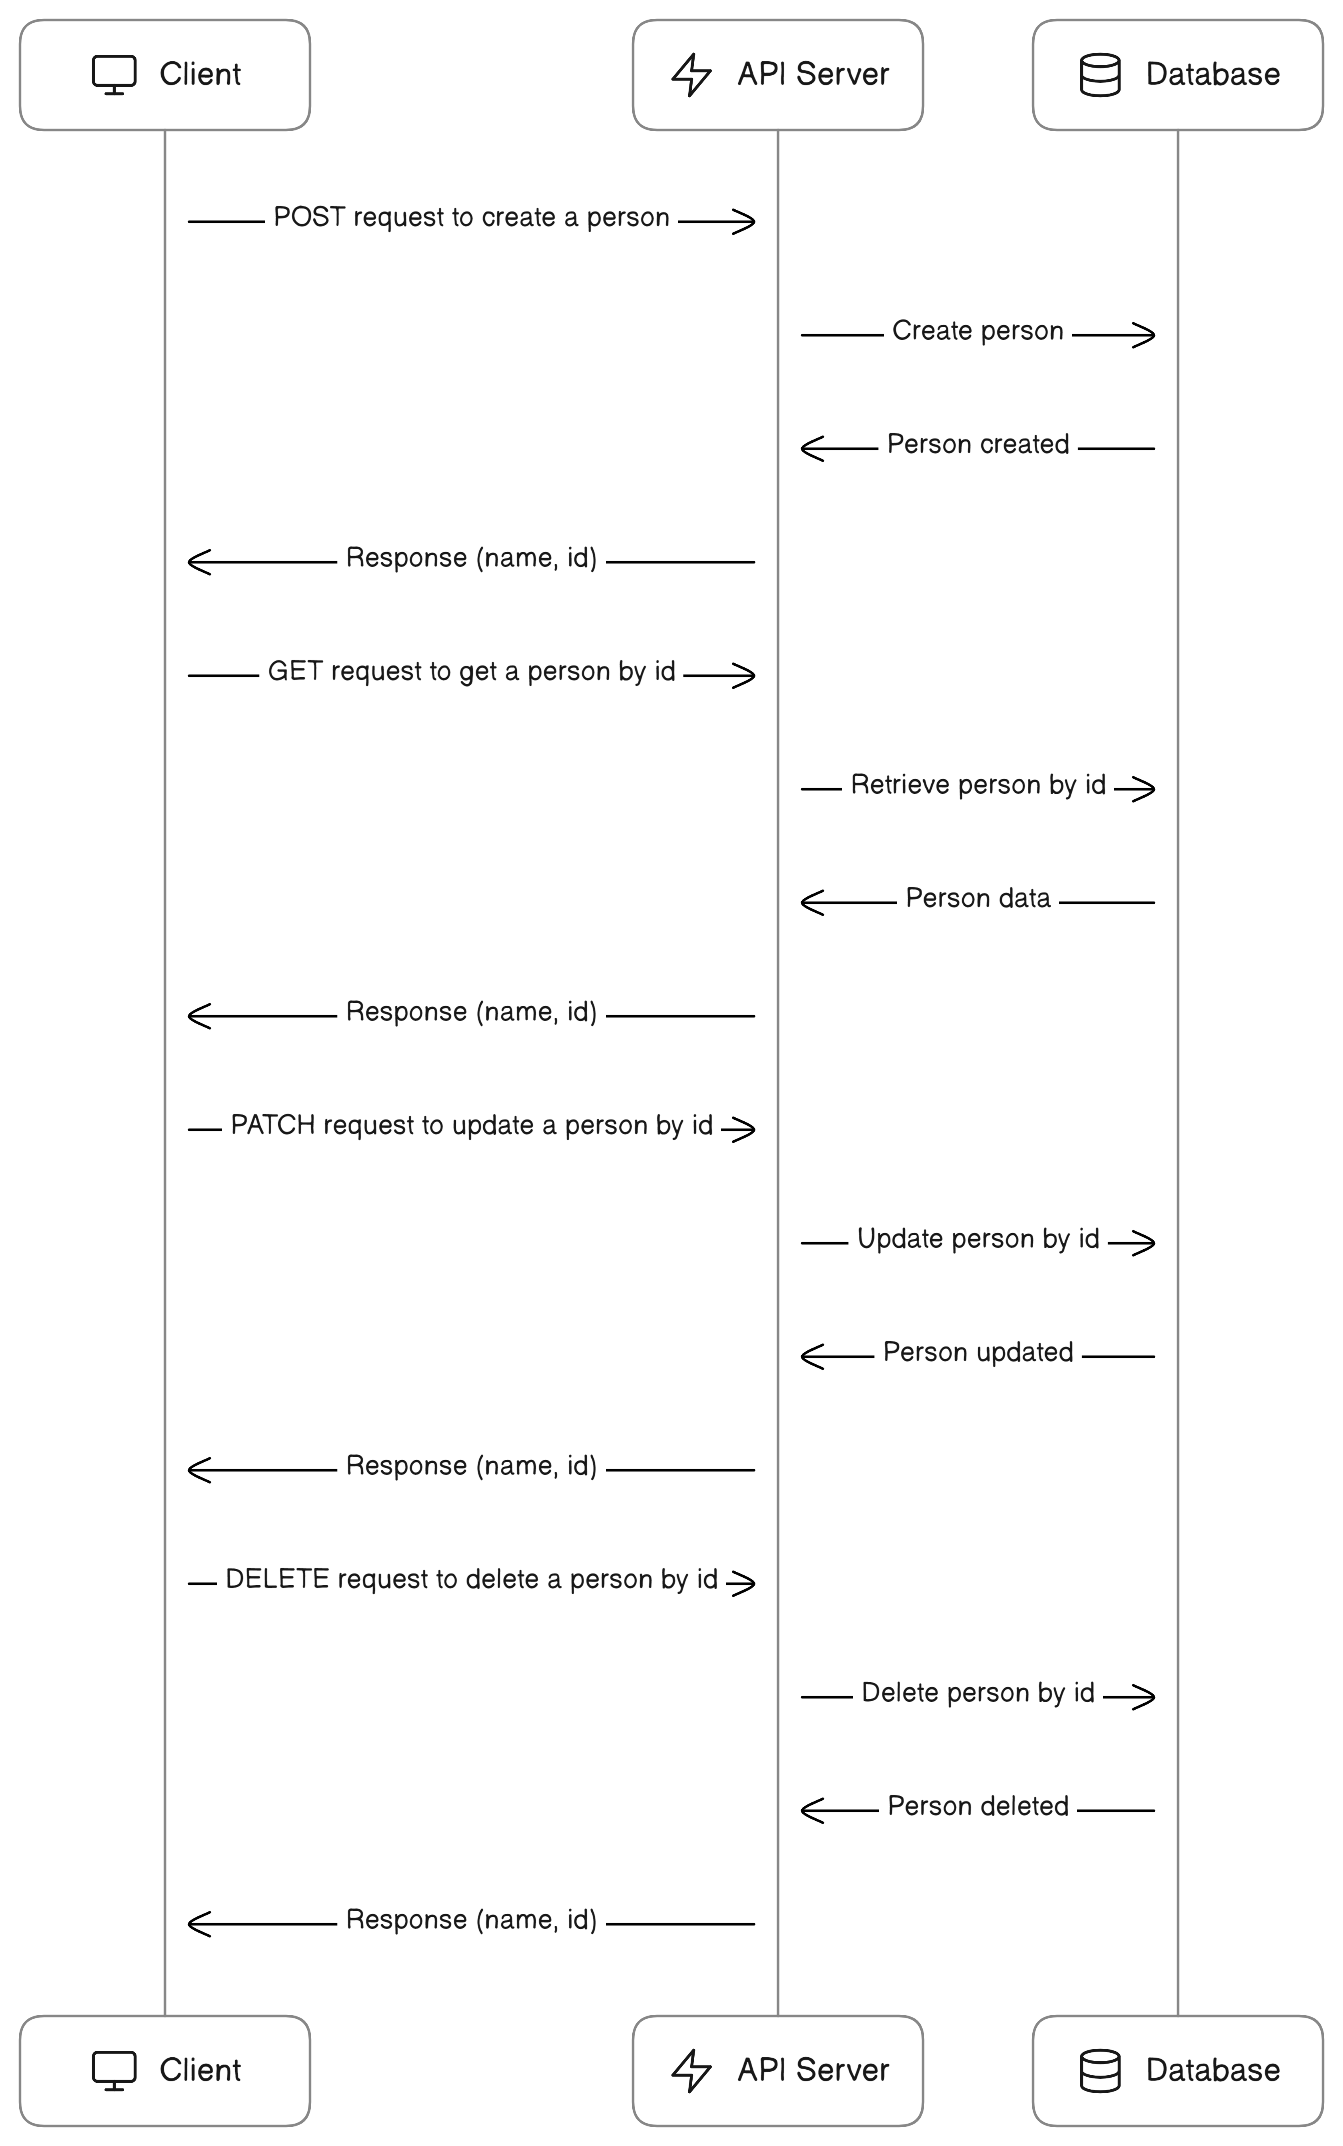 Client
API Server
Database
POST request to create a person
Create person
Person created
Response (name, id)
GET request to get a person by id
Retrieve person by id
Person data
Response (name, id)
PATCH request to update a person by id
Update person by id
Person updated
Response (name, id)
DELETE request to delete a person by id
Delete person by id
Person deleted
Response (name, id)
Client
API Server
Database